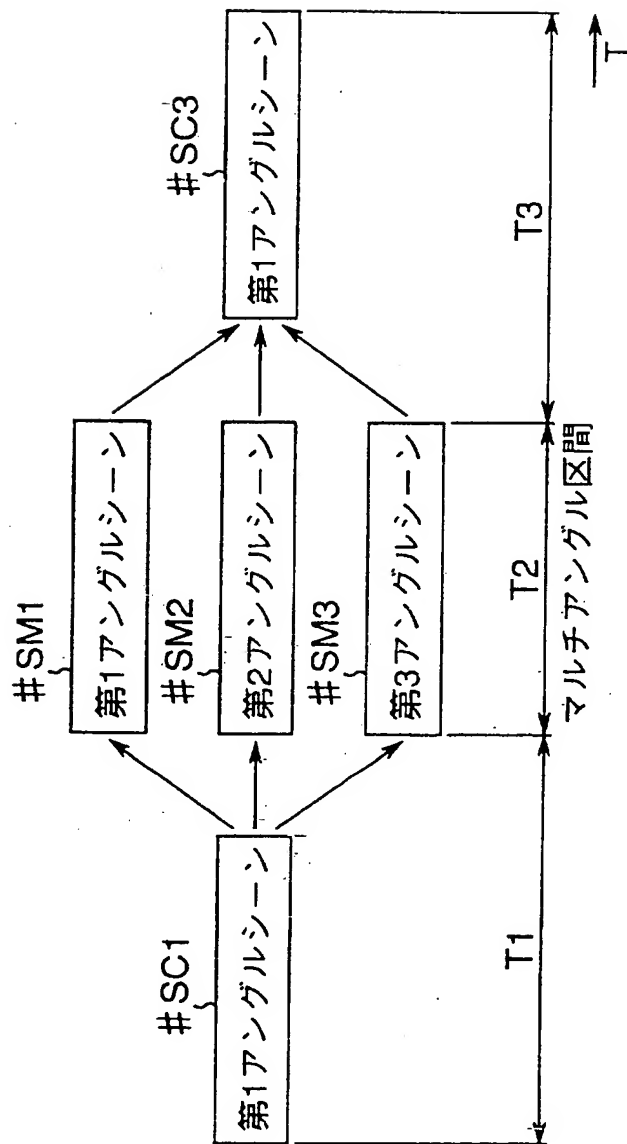 #SC1
第1アングルシーン
#SM1
第1アングルシーン
#SM2
第2アングルシーン
#SM3
第3アングルシーン
#SC3
第1アングルシーン
T1
T2
T3
マルチアングル区間
T